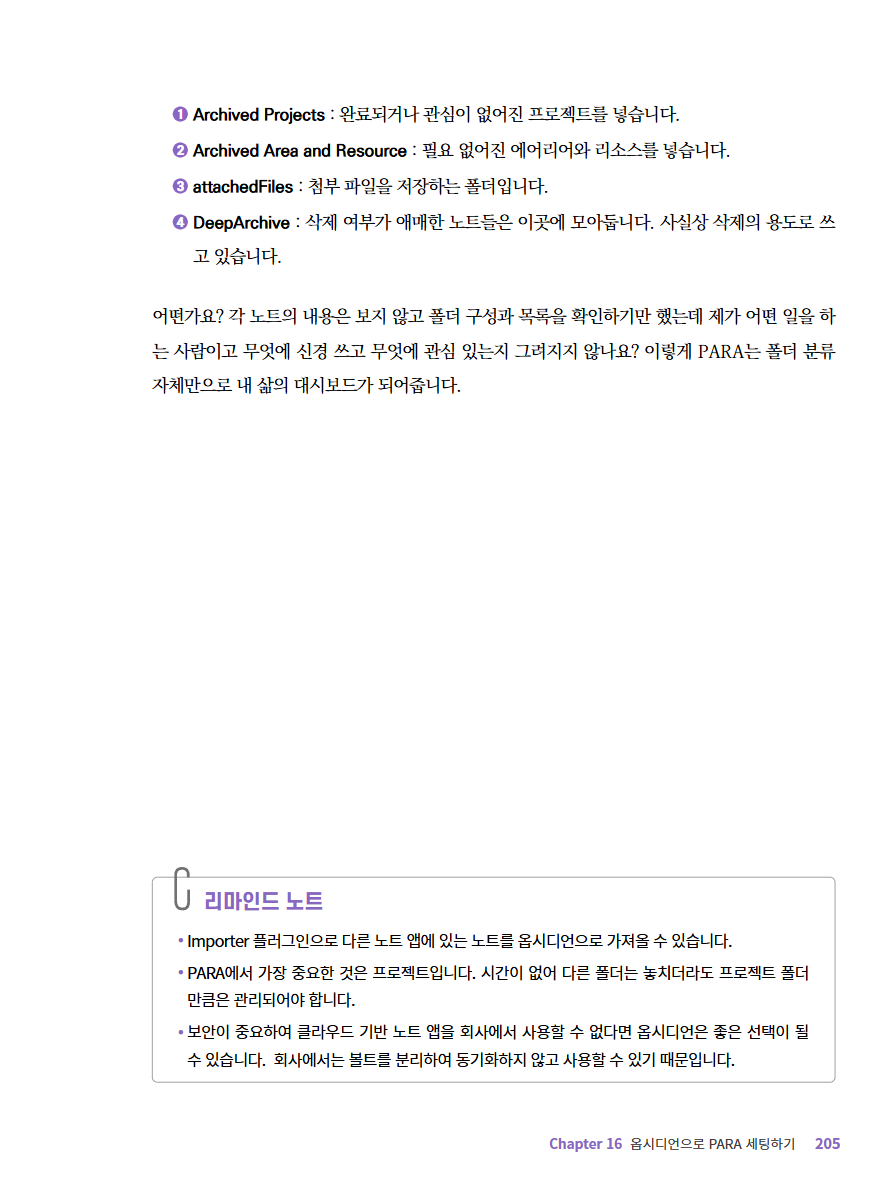 ❶ Archived Projects : 완료되거나 관심이 없어진 프로젝트를 넣습니다.
❷ Archived Area and Resource : 필요 없어진 에어리어와 리소스를 넣습니다.
❸ attachedFiles : 첨부 파일을 저장하는 폴더입니다.
❹ DeepArchive : 삭제 여부가 애매한 노트들은 이곳에 모아둡니다. 사실상 삭제의 용도로 쓰
고 있습니다.
어떤가요? 각 노트의 내용은 보지 않고 폴더 구성과 목록을 확인하기만 했는데 제가 어떤 일을 하
는 사람이고 무엇에 신경 쓰고 무엇에 관심 있는지 그려지지 않나요? 이렇게 PARA는 폴더 분류
자체만으로 내 삶의 대시보드가 되어줍니다.
리마인드 노트
• Importer 플러그인으로 다른 노트 앱에 있는 노트를 옵시디언으로 가져올 수 있습니다.
• PARA에서 가장 중요한 것은 프로젝트입니다. 시간이 없어 다른 폴더는 놓치더라도 프로젝트 폴더
만큼은 관리되어야 합니다.
• 보안이 중요하여 클라우드 기반 노트 앱을 회사에서 사용할 수 없다면 옵시디언은 좋은 선택이 될
수 있습니다. 회사에서는 볼트를 분리하여 동기화하지 않고 사용할 수 있기 때문입니다.
Chapter 16 옵시디언으로 PARA 세팅하기 205